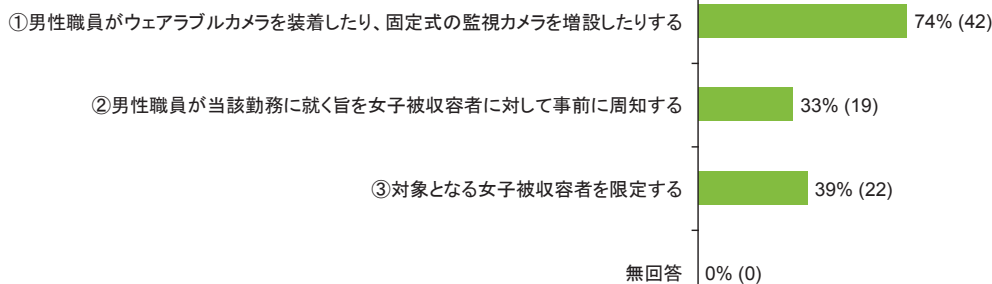 ①男性職員がウェアラブルカメラを装着したり、固定式の監視カメラを増設したりする 74% (42)
②男性職員が当該勤務に就く旨を女子被収容者に対して事前に周知する 33% (19)
③対象となる女子被収容者を限定する 39% (22)
無回答 0% (0)